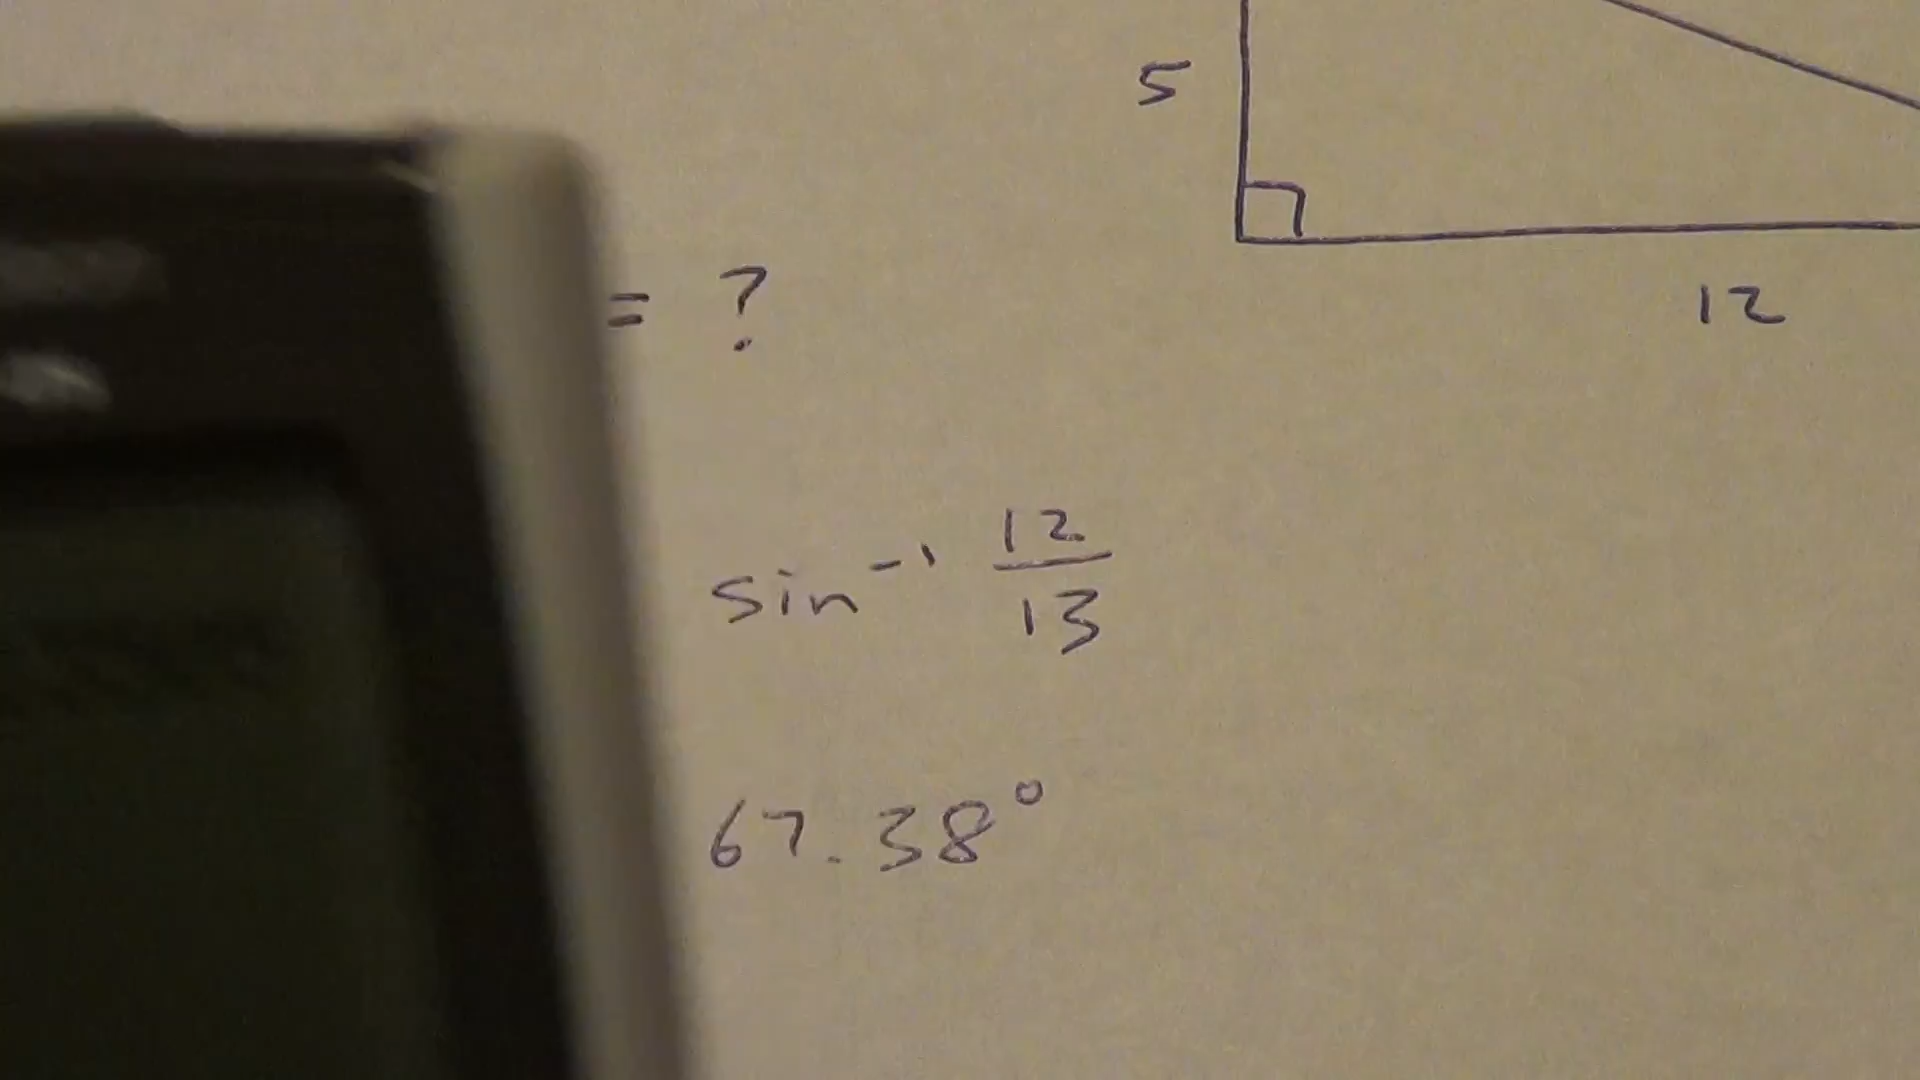 5
12
= ?
sin⁻¹ 12/13
67.38°